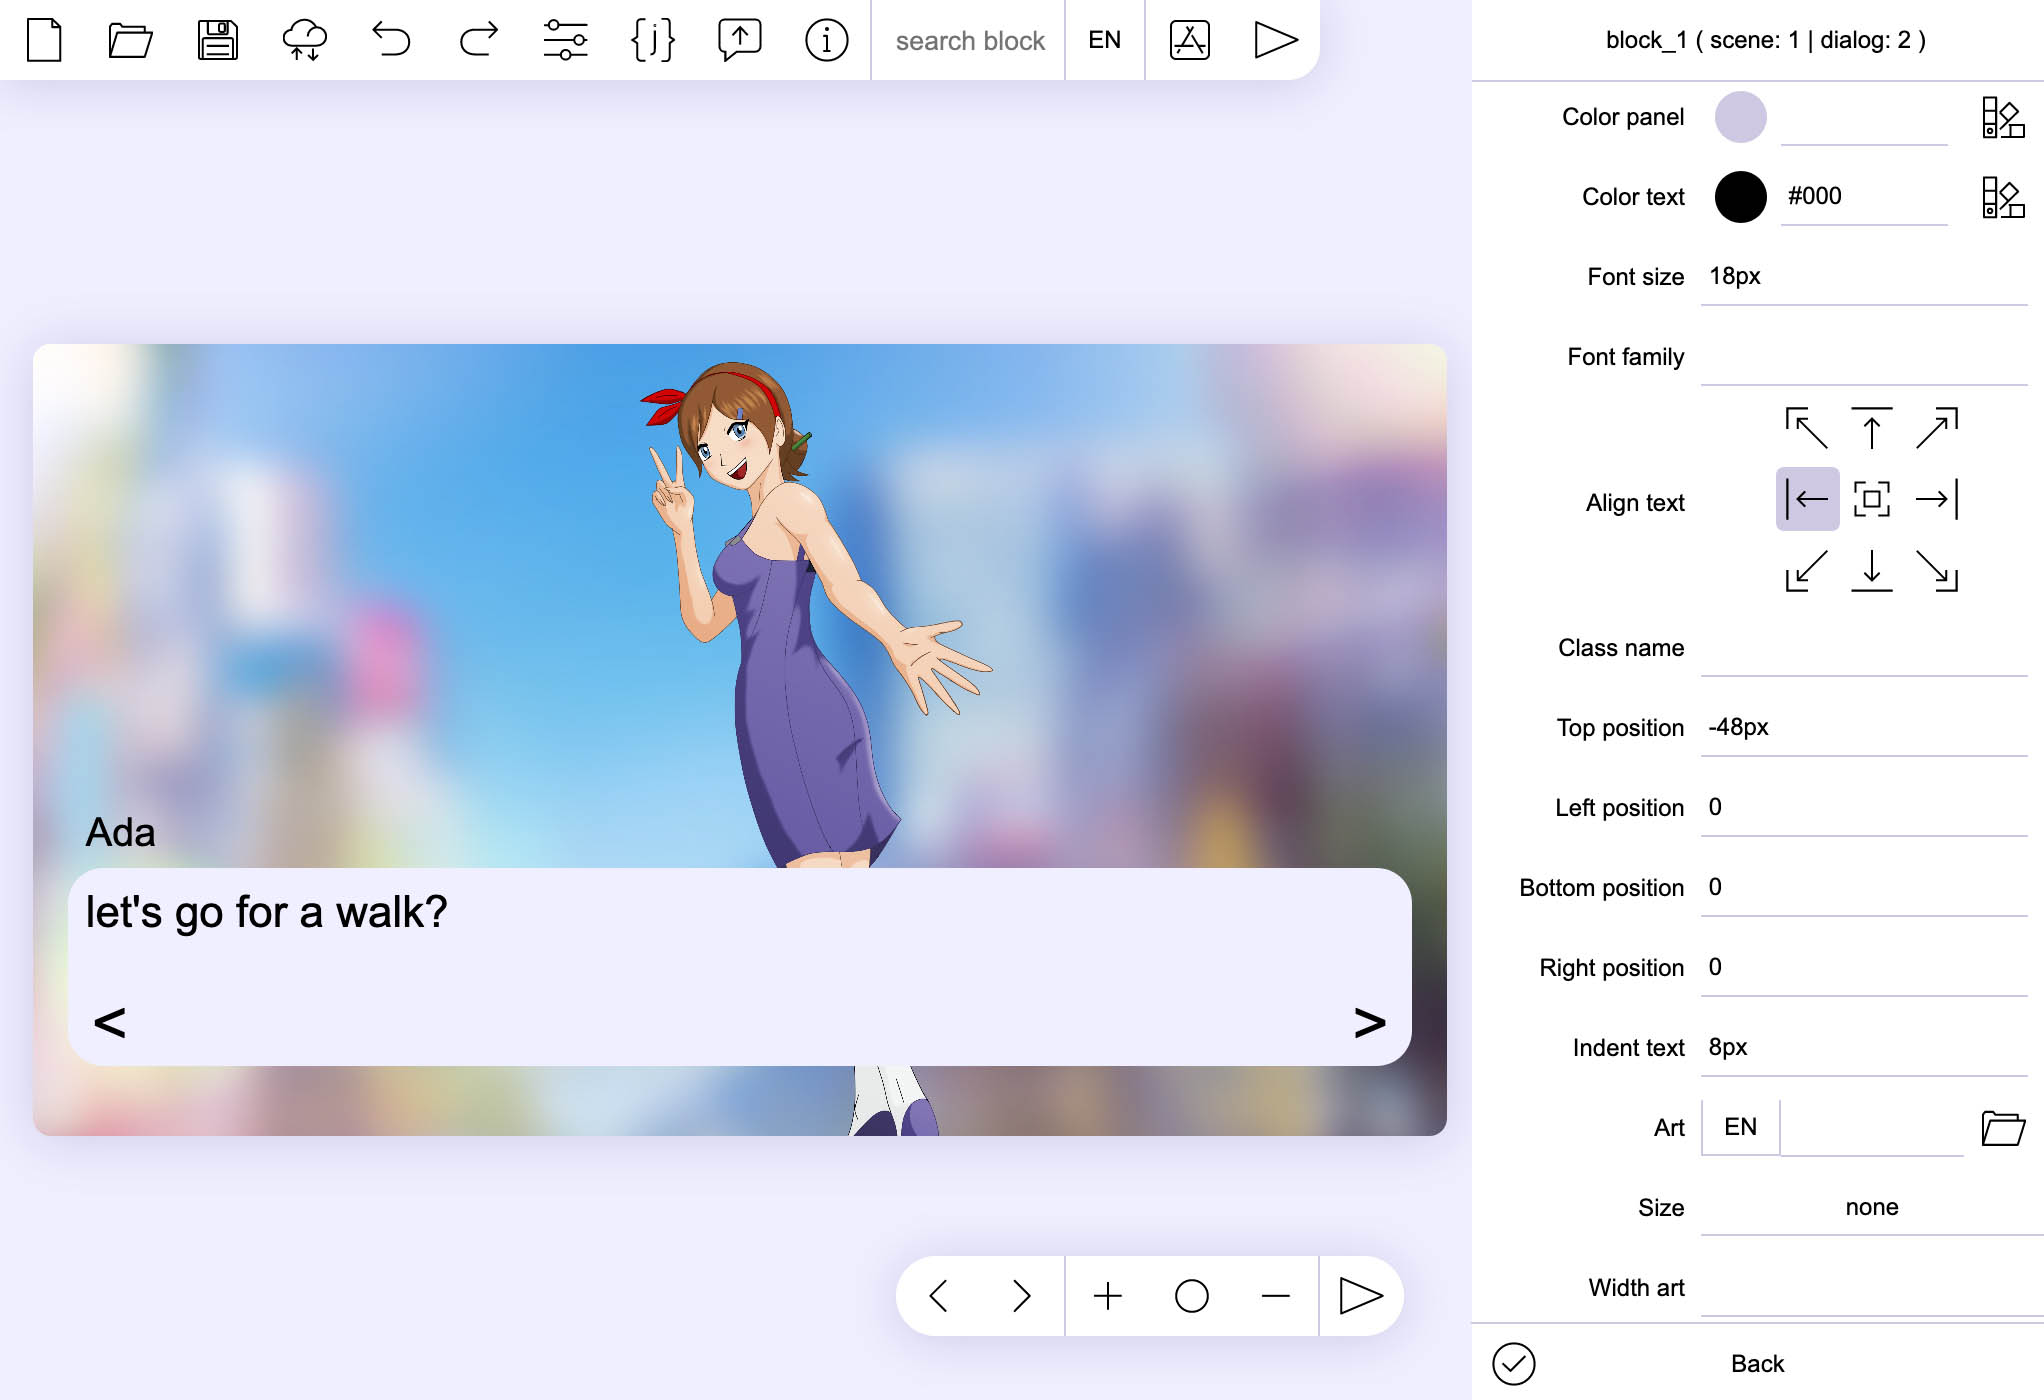 {j}
search block
EN
block_1 ( scene: 1 | dialog: 2 )
Color panel
Color text #000
Font size 18px
Font family
Align text
Class name
Top position -48px
Left position 0
Bottom position 0
Right position 0
Indent text 8px
Art EN
Size none
Width art
Back
Ada
let's go for a walk?
< >